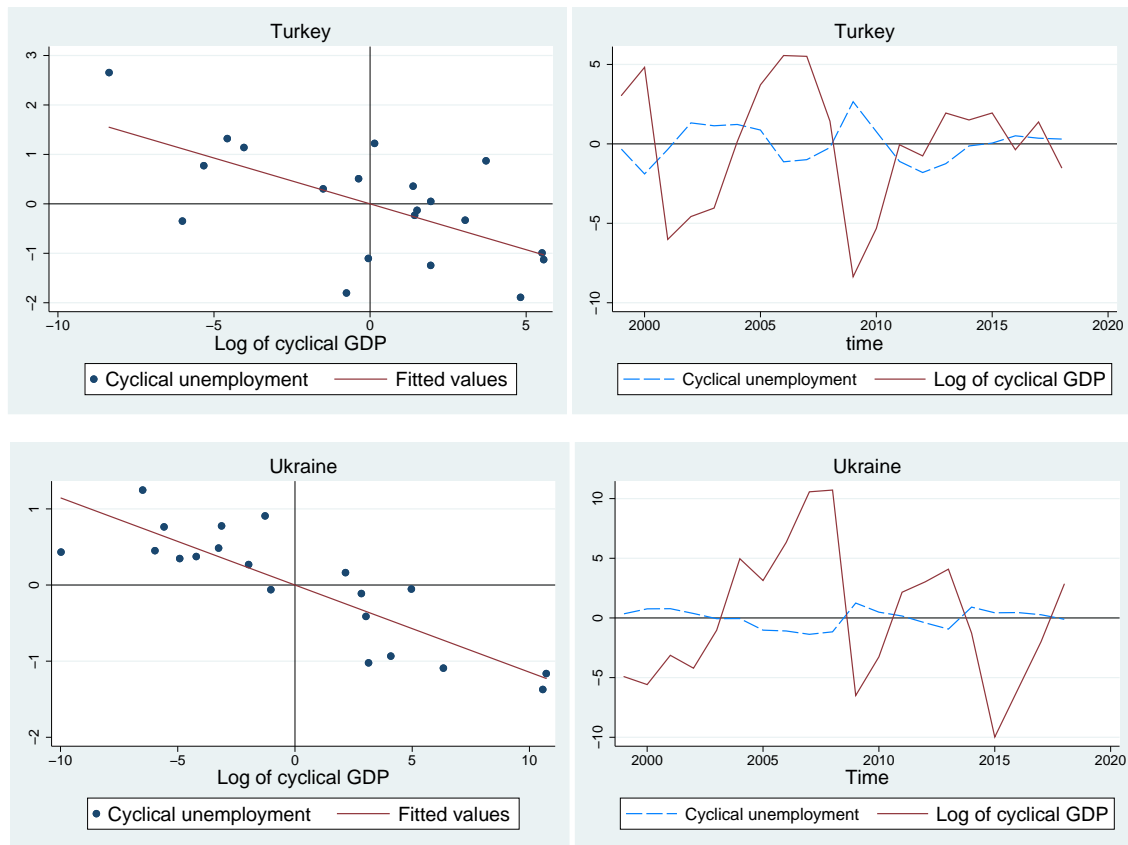 Turkey
3
2
1
0
−1
−2
−10
−5
0
5
Log of cyclical GDP
Cyclical unemployment
Fitted values
Turkey
5
0
−5
−10
2000
2005
2010
2015
2020
time
Cyclical unemployment
Log of cyclical GDP
Ukraine
1
0
−1
−2
−10
−5
0
5
10
Log of cyclical GDP
Cyclical unemployment
Fitted values
Ukraine
10
5
0
−5
−10
2000
2005
2010
2015
2020
Time
Cyclical unemployment
Log of cyclical GDP